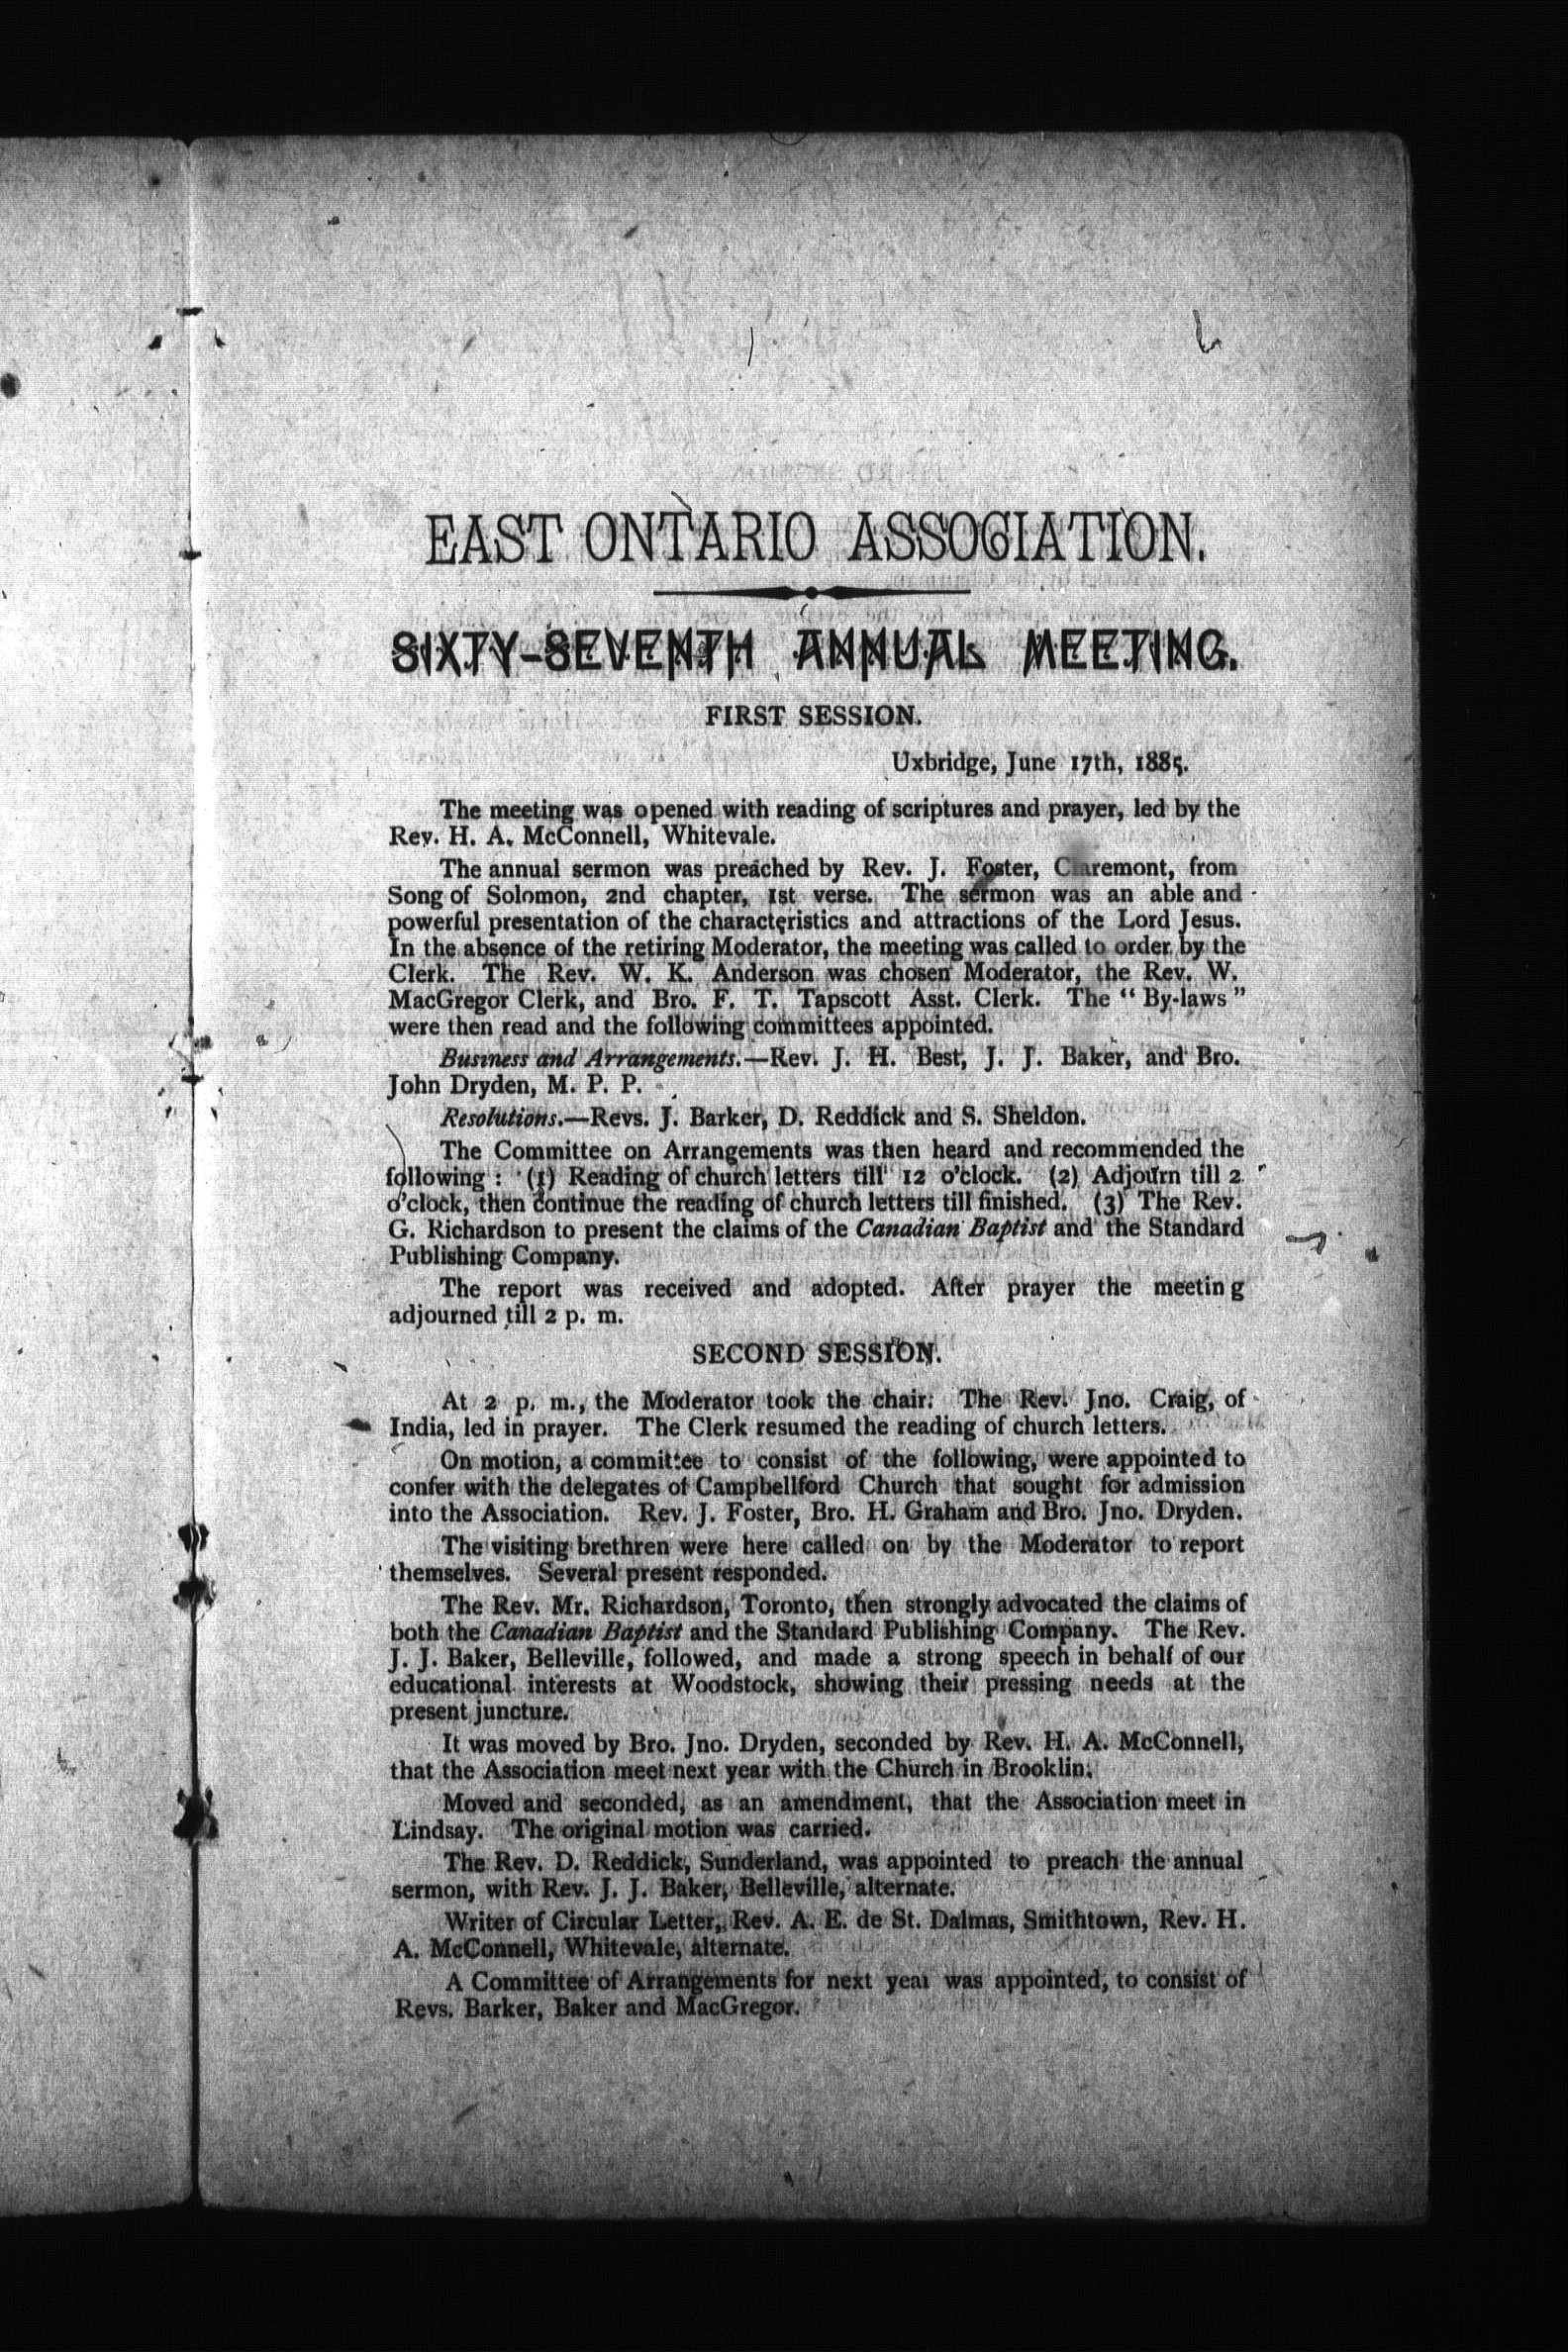 EAST ONTARIO ASSOCIATION.
SIXTY-SEVENTH ANNUAL MEETING.
FIRST SESSION.
Uxbridge, June 17th, 1885.
The meeting was opened with reading of scriptures and prayer, led by the
Rev. H. A. McConnell, Whitevale.
The annual sermon was preached by Rev. J. Foster, Claremont, from
Song of Solomon, 2nd chapter, 1st verse. The sermon was an able and
powerful presentation of the characteristics and attractions of the Lord Jesus.
In the absence of the retiring Moderator, the meeting was called to order by the
Clerk. The Rev. W. K. Anderson was chosen Moderator, the Rev. W.
MacGregor Clerk, and Bro. F. T. Tapscott Asst. Clerk. The “ By-laws ”
were then read and the following committees appointed.
Business and Arrangements.—Rev. J. H. Best, J. J. Baker, and Bro.
John Dryden, M. P. P.
Resolutions.—Revs. J. Barker, D. Reddick and S. Sheldon.
The Committee on Arrangements was then heard and recommended the
following : (1) Reading of church letters till 12 o'clock. (2) Adjourn till 2
o'clock, then continue the reading of church letters till finished. (3) The Rev.
G. Richardson to present the claims of the Canadian Baptist and the Standard
Publishing Company.
The report was received and adopted. After prayer the meeting
adjourned till 2 p. m.
SECOND SESSION.
At 2 p. m., the Moderator took the chair. The Rev. Jno. Craig, of
India, led in prayer. The Clerk resumed the reading of church letters.
On motion, a committee to consist of the following, were appointed to
confer with the delegates of Campbellford Church that sought for admission
into the Association. Rev. J. Foster, Bro. H. Graham and Bro. Jno. Dryden.
The visiting brethren were here called on by the Moderator to report
themselves. Several present responded.
The Rev. Mr. Richardson, Toronto, then strongly advocated the claims of
both the Canadian Baptist and the Standard Publishing Company. The Rev.
J. J. Baker, Belleville, followed, and made a strong speech in behalf of our
educational interests at Woodstock, showing their pressing needs at the
present juncture.
It was moved by Bro. Jno. Dryden, seconded by Rev. H. A. McConnell,
that the Association meet next year with the Church in Brooklin.
Moved and seconded, as an amendment, that the Association meet in
Lindsay. The original motion was carried.
The Rev. D. Reddick, Sunderland, was appointed to preach the annual
sermon, with Rev. J. J. Baker, Belleville, alternate.
Writer of Circular Letter, Rev. A. E. de St. Dalmas, Smithtown, Rev. H.
A. McConnell, Whitevale, alternate.
A Committee of Arrangements for next year was appointed, to consist of
Revs. Barker, Baker and MacGregor.